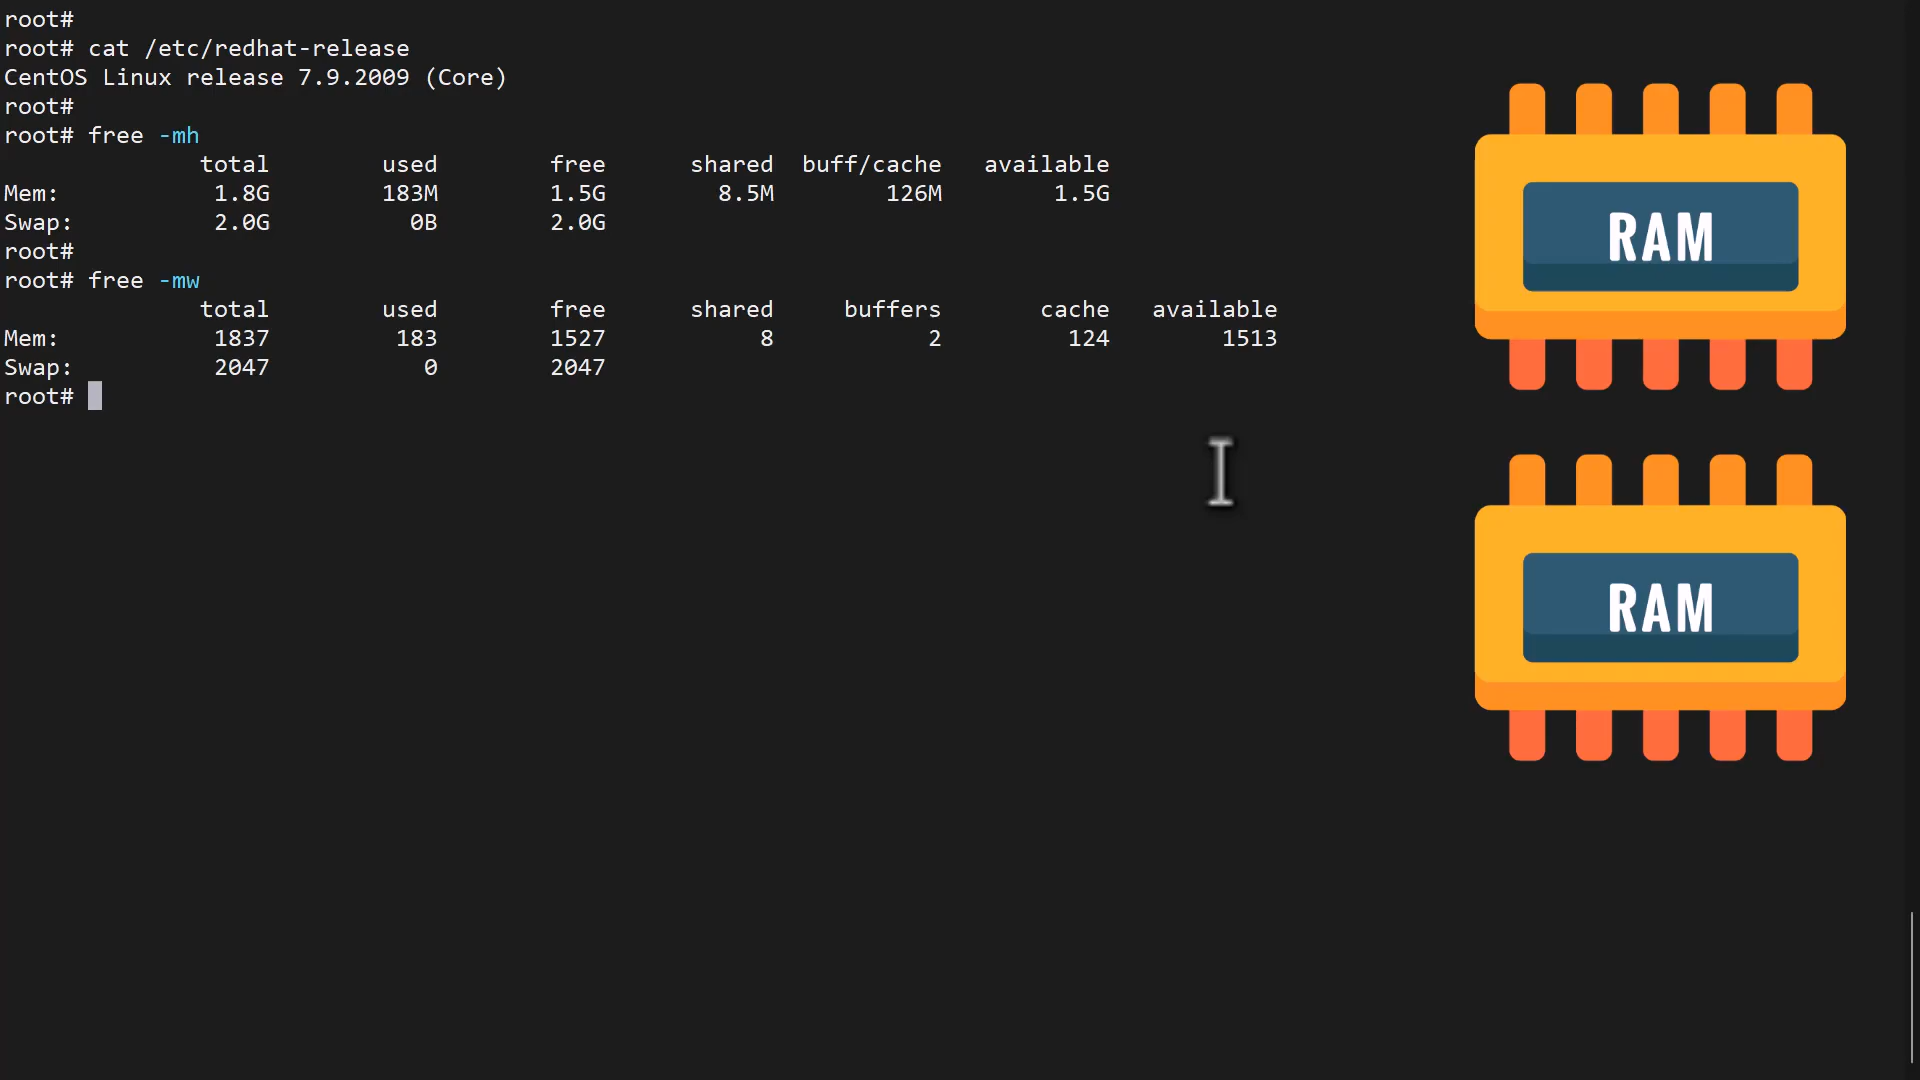 root#
root# cat /etc/redhat-release
CentOS Linux release 7.9.2009 (Core)
root#
root# free -mh
              total        used        free      shared  buff/cache   available
Mem:           1.8G        183M        1.5G        8.5M        126M        1.5G
Swap:          2.0G          0B        2.0G
root#
root# free -mw
              total        used        free      shared     buffers       cache   available
Mem:           1837         183        1527           8           2         124        1513
Swap:          2047           0        2047
root#
RAM
RAM